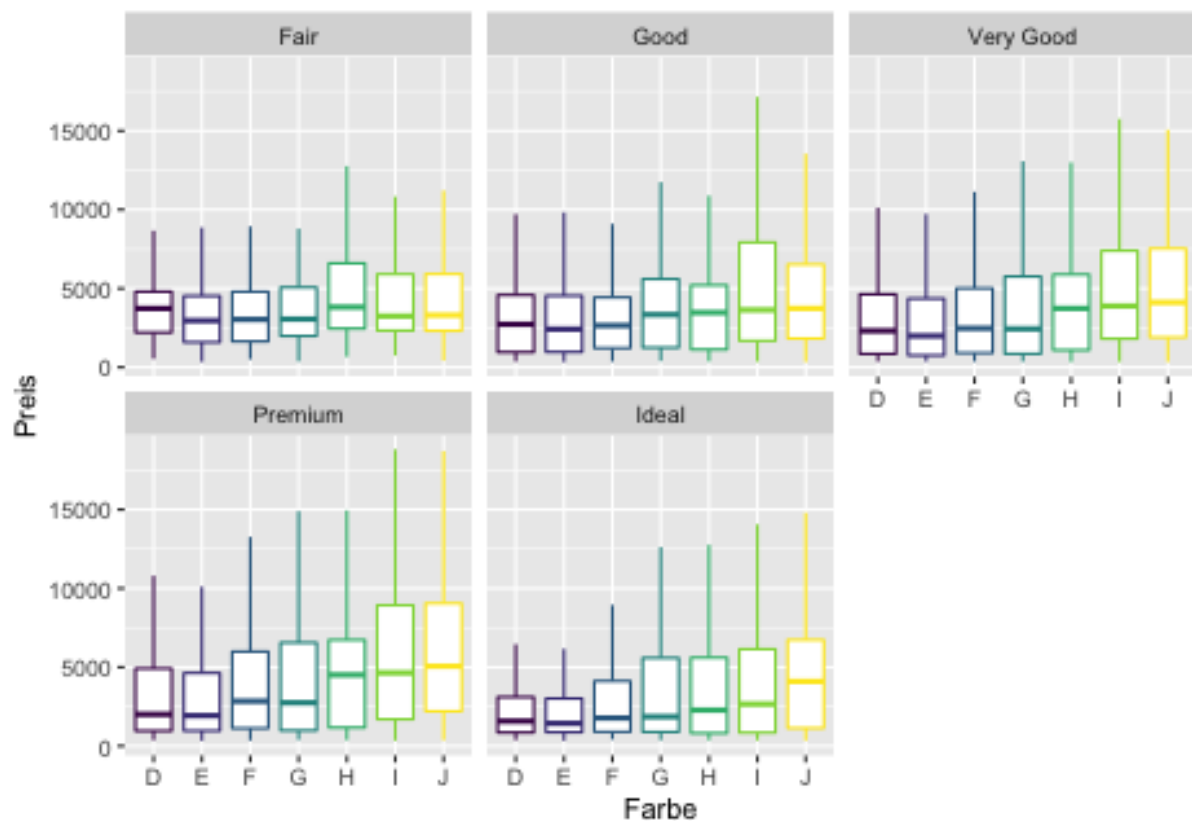 Fair Good Very Good
15000
10000
5000
0
D E F G H I J
Preis
Premium Ideal
15000
10000
5000
0
D E F G H I J D E F G H I J
Farbe